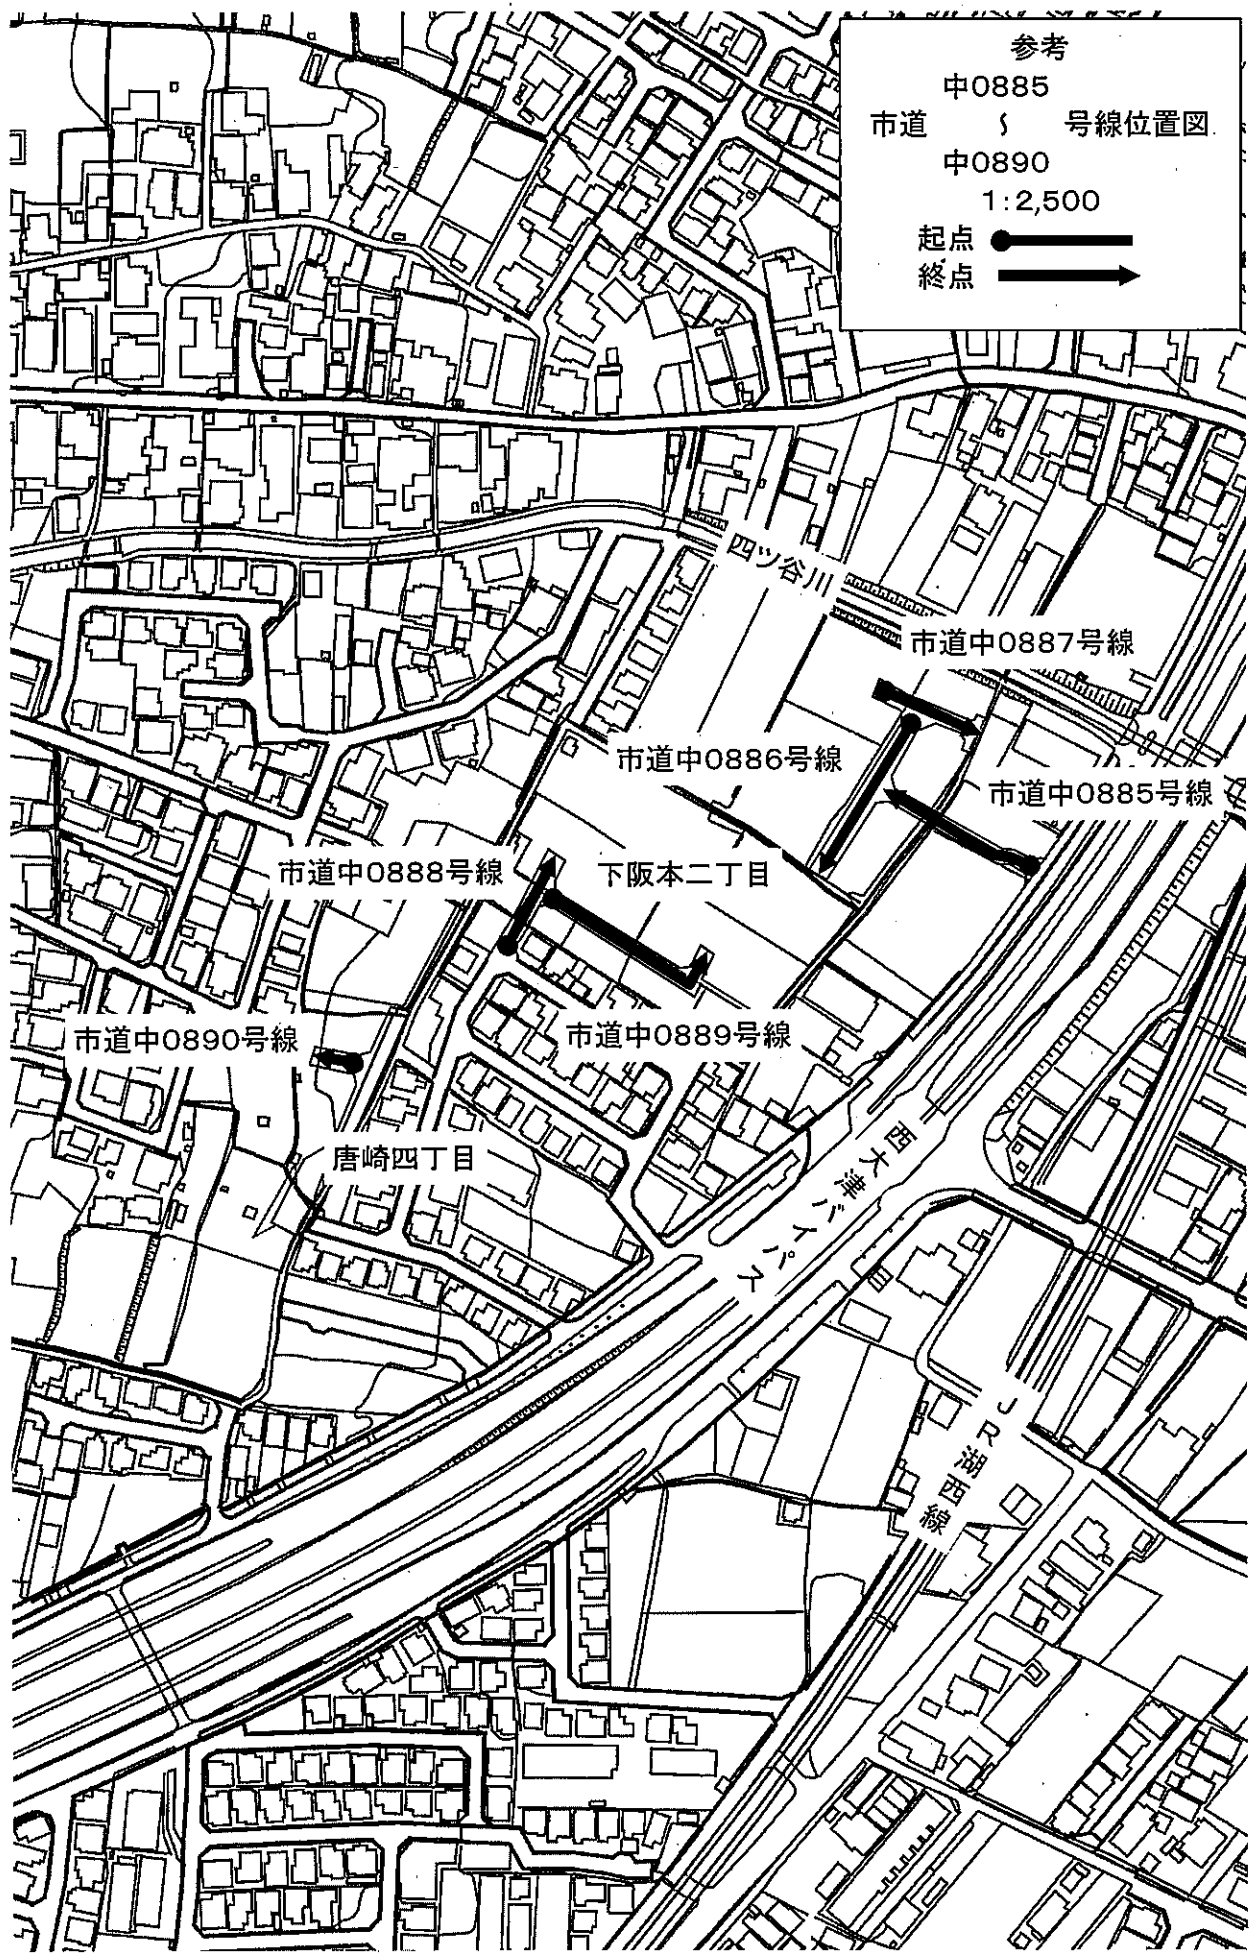 参考
中0885
市道 ～ 号線位置図
中0890
1:2,500
起点
終点
四ツ谷川
市道中0887号線
市道中0886号線
市道中0885号線
市道中0888号線
下阪本二丁目
市道中0890号線
市道中0889号線
唐崎四丁目
西大津バイパス
JR湖西線